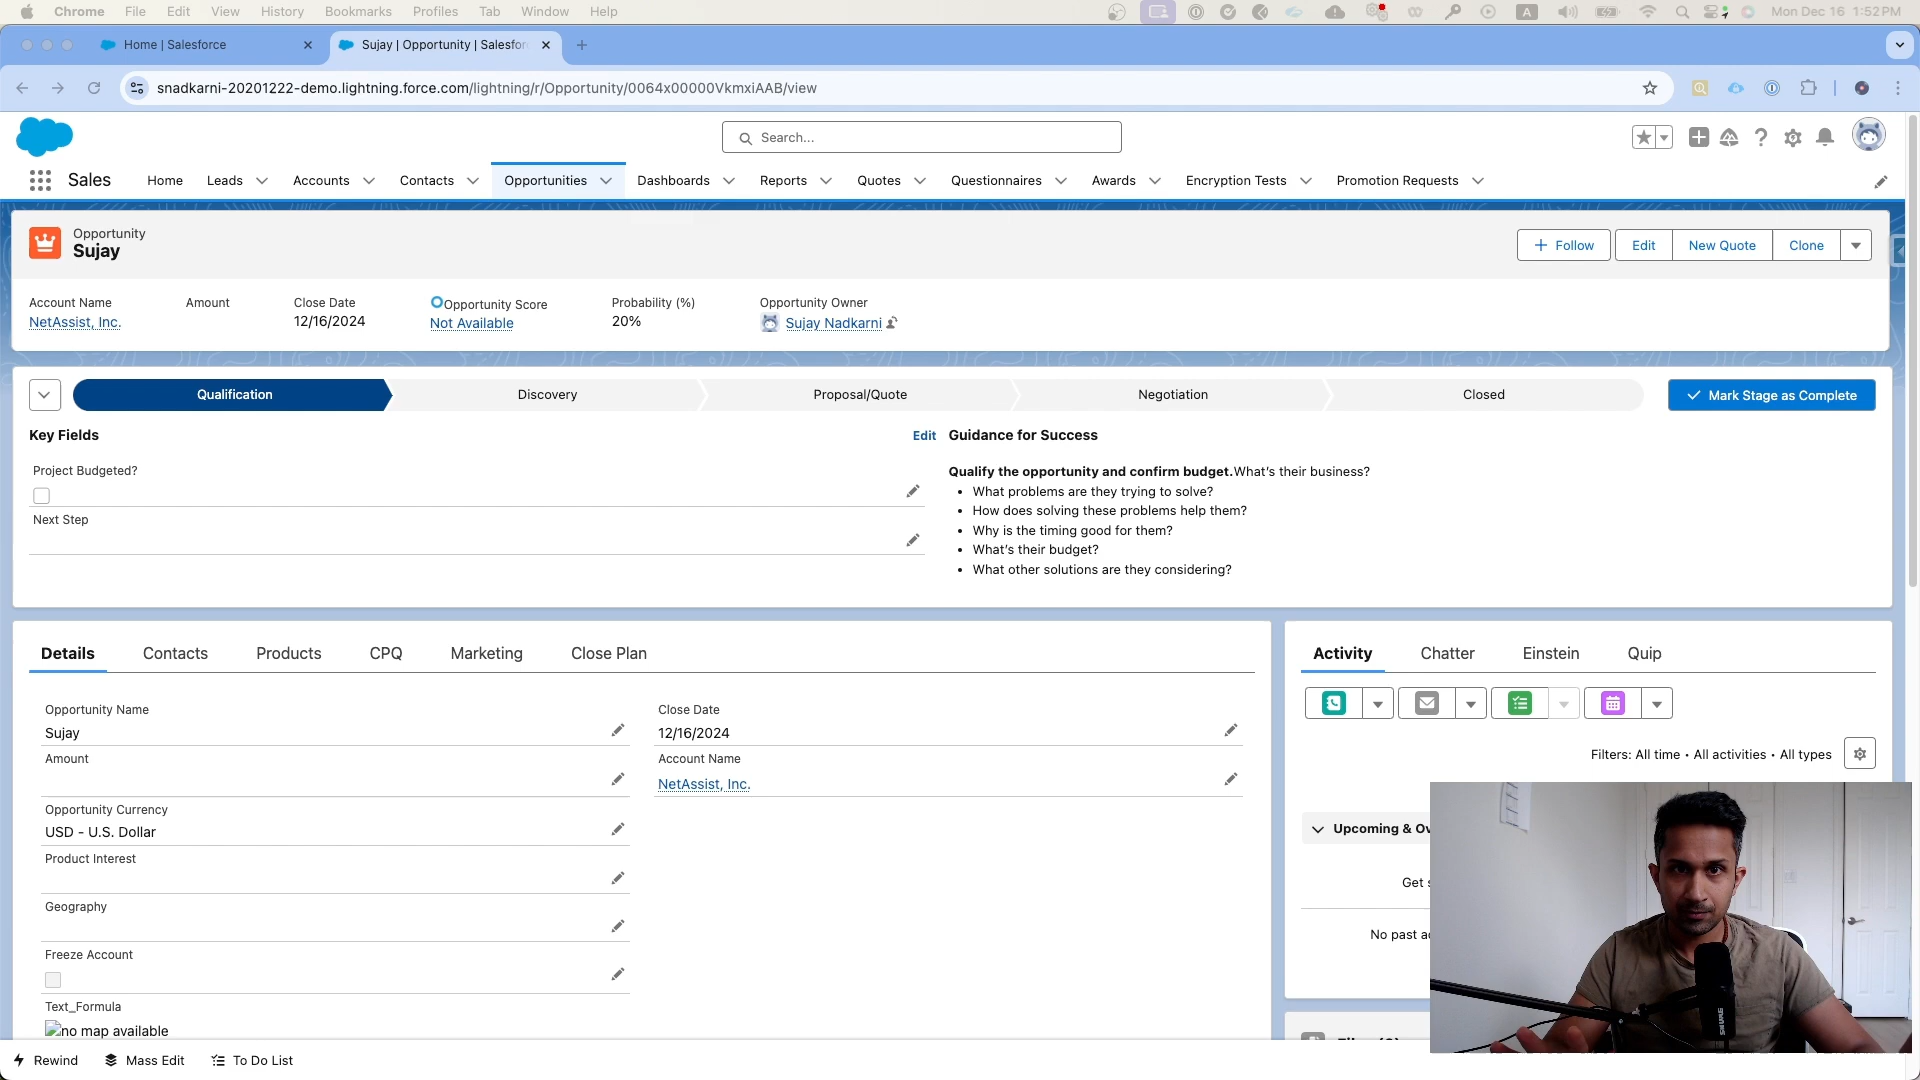 Chrome File Edit View History Bookmarks Profiles Tab Window Help A Mon Dec 16 1:52 PM
Home | Salesforce Sujay | Opportunity | Salesfor
snadkarni-20201222-demo.lightning.force.com/lightning/r/Opportunity/0064x00000VkmxiAAB/view
Search...
Sales Home Leads Accounts Contacts Opportunities Dashboards Reports Quotes Questionnaires Awards Encryption Tests Promotion Requests
Opportunity
Sujay
Follow Edit New Quote Clone
Account Name Amount Close Date Opportunity Score Probability (%) Opportunity Owner
NetAssist, Inc. 12/16/2024 Not Available 20% Sujay Nadkarni
Qualification Discovery Proposal/Quote Negotiation Closed Mark Stage as Complete
Key Fields Edit Guidance for Success
Project Budgeted?
Next Step
Qualify the opportunity and confirm budget.What's their business?
• What problems are they trying to solve?
• How does solving these problems help them?
• Why is the timing good for them?
• What's their budget?
• What other solutions are they considering?
Details Contacts Products CPQ Marketing Close Plan
Opportunity Name
Sujay
Amount
Opportunity Currency
USD - U.S. Dollar
Product Interest
Geography
Freeze Account
Text_Formula
no map available
Close Date
12/16/2024
Account Name
NetAssist, Inc.
Activity Chatter Einstein Quip
Filters: All time • All activities • All types
Upcoming & Ov
Get
No past a
Rewind Mass Edit To Do List